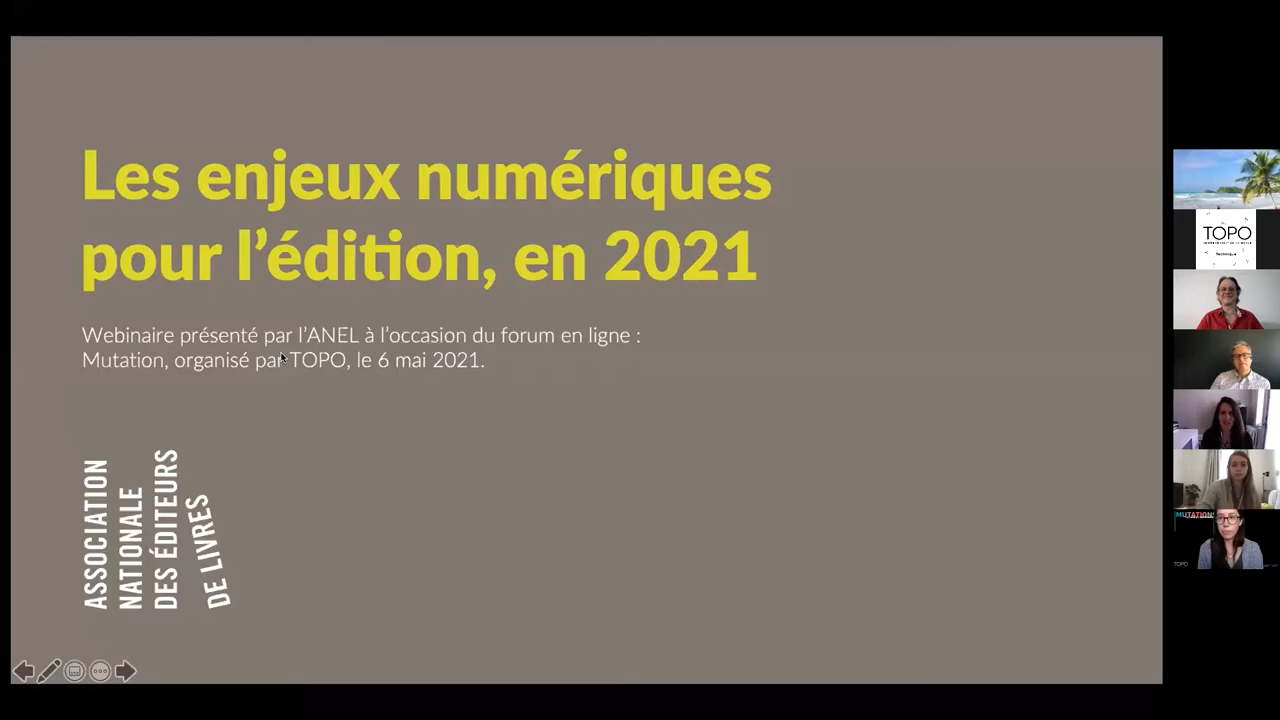 Les enjeux numériques
pour l’édition, en 2021
Webinaire présenté par l’ANEL à l’occasion du forum en ligne :
Mutation, organisé par TOPO, le 6 mai 2021.
ASSOCIATION
NATIONALE
DES ÉDITEURS
DE LIVRES
TOPO
MUTATION
TOPO